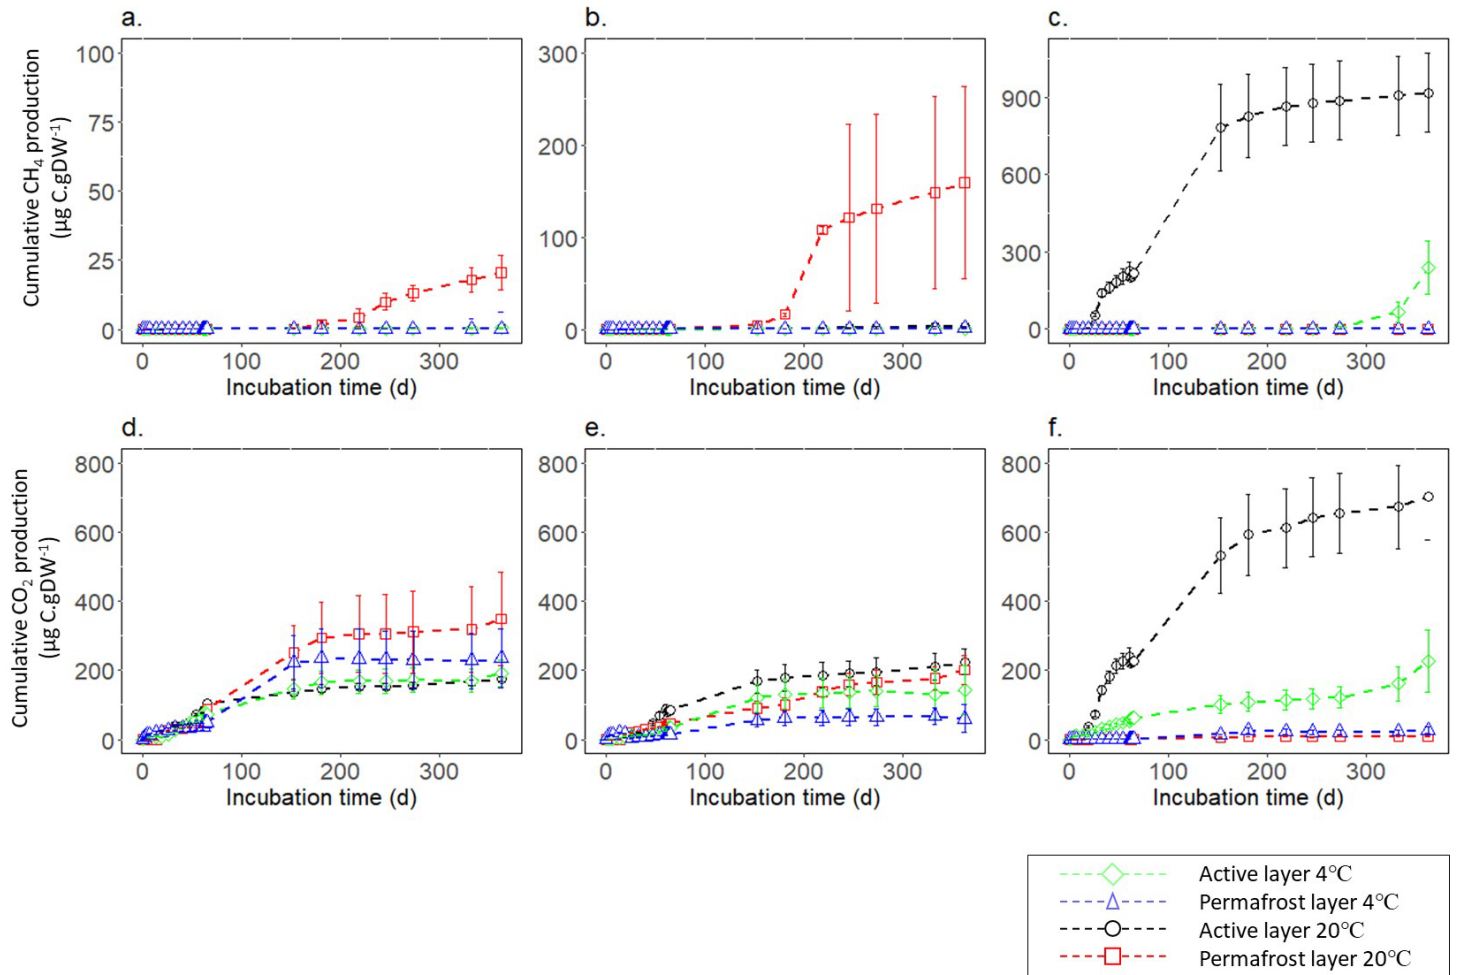 a.
b.
c.
Cumulative CH₄ production
(µg C.gDW⁻¹)
100
75
50
25
0
300
200
100
0
900
600
300
0
0 100 200 300
0 100 200 300
0 100 200 300
Incubation time (d)
Incubation time (d)
Incubation time (d)
d.
e.
f.
Cumulative CO₂ production
(µg C.gDW⁻¹)
800
600
400
200
0
800
600
400
200
0
800
600
400
200
0
0 100 200 300
0 100 200 300
0 100 200 300
Incubation time (d)
Incubation time (d)
Incubation time (d)
Active layer 4°C
Permafrost layer 4°C
Active layer 20°C
Permafrost layer 20°C